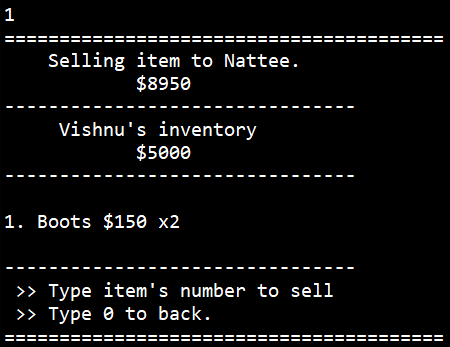 1
========================================
Selling item to Nattee.
$8950
--------------------------------
Vishnu's inventory
$5000
--------------------------------
1. Boots $150 x2
--------------------------------
>> Type item's number to sell
>> Type 0 to back.
========================================